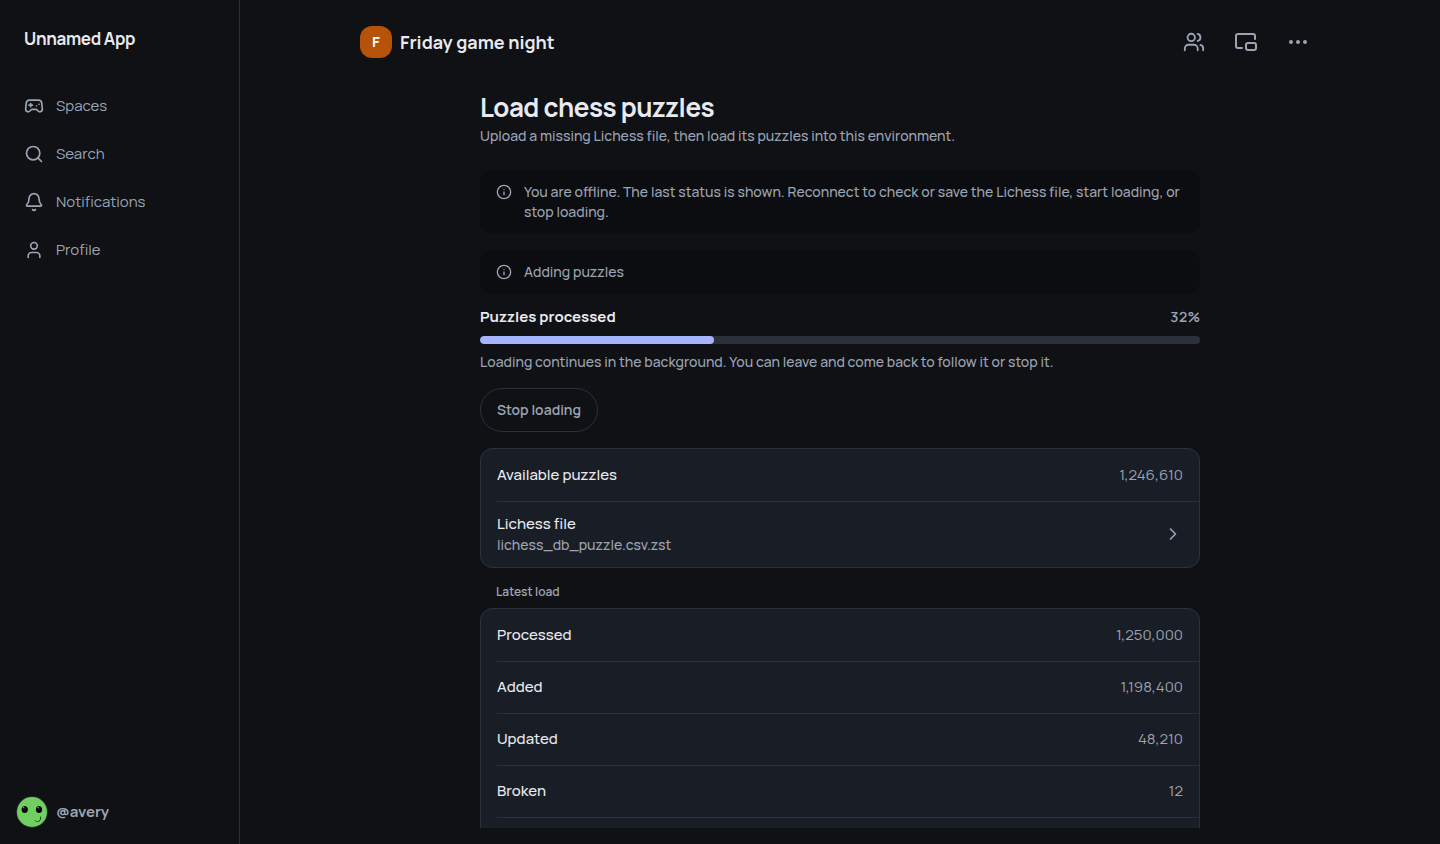 Unnamed App
Spaces
Search
Notifications
Profile
@avery
F Friday game night
Load chess puzzles
Upload a missing Lichess file, then load its puzzles into this environment.
You are offline. The last status is shown. Reconnect to check or save the Lichess file, start loading, or
stop loading.
Adding puzzles
Puzzles processed 32%
Loading continues in the background. You can leave and come back to follow it or stop it.
Stop loading
Available puzzles 1,246,610
Lichess file
lichess_db_puzzle.csv.zst
Latest load
Processed 1,250,000
Added 1,198,400
Updated 48,210
Broken 12